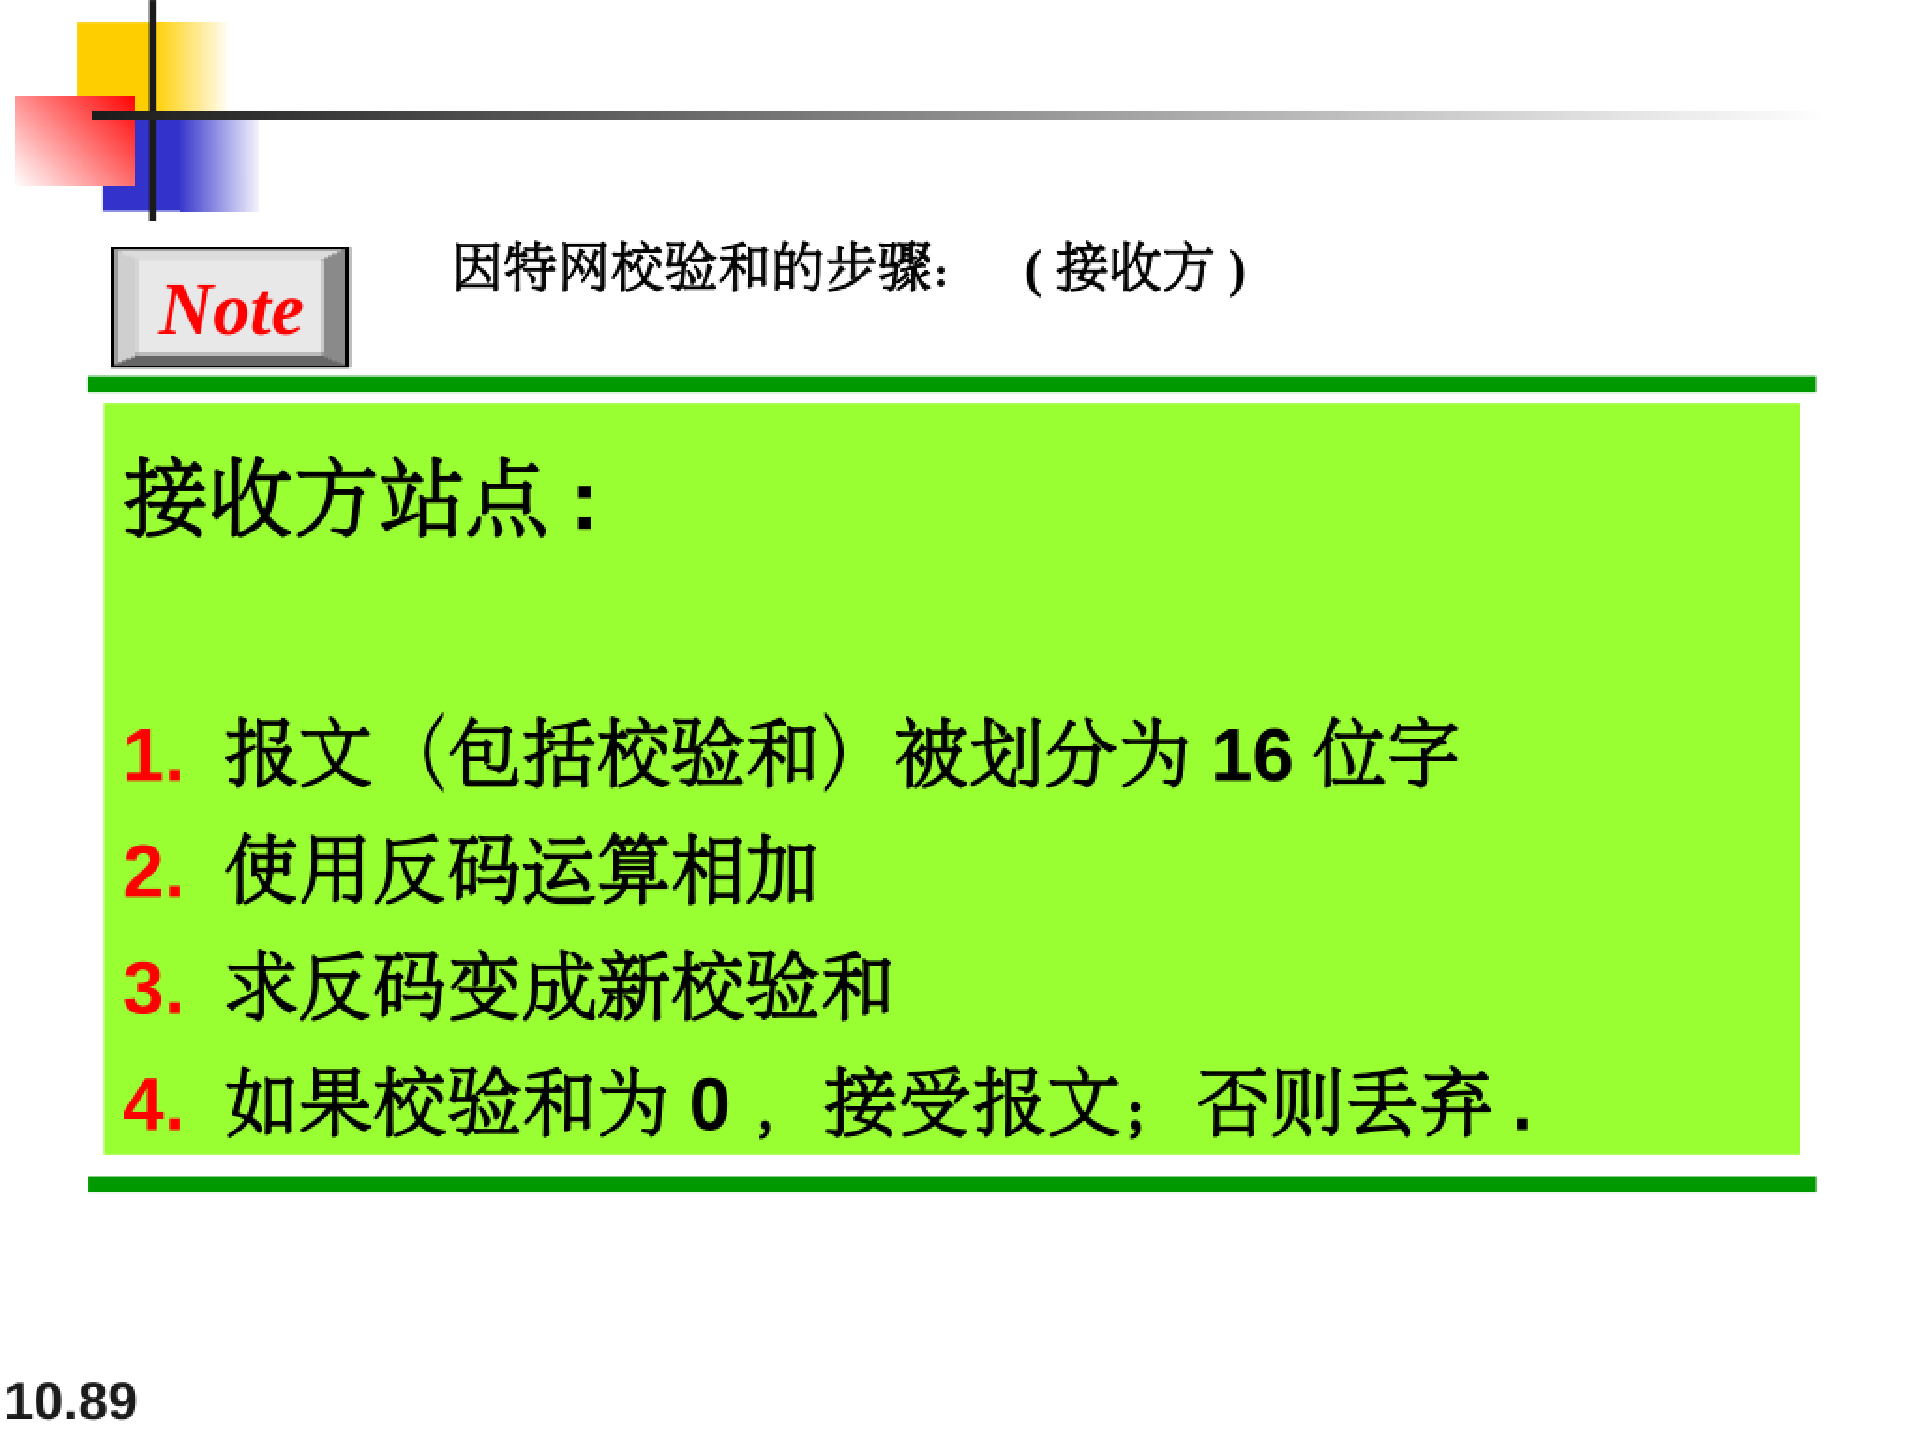 因特网校验和的步骤： (接收方)
Note
接收方站点：
1. 报文（包括校验和）被划分为16位字
2. 使用反码运算相加
3. 求反码变成新校验和
4. 如果校验和为0，接受报文；否则丢弃.
10.89